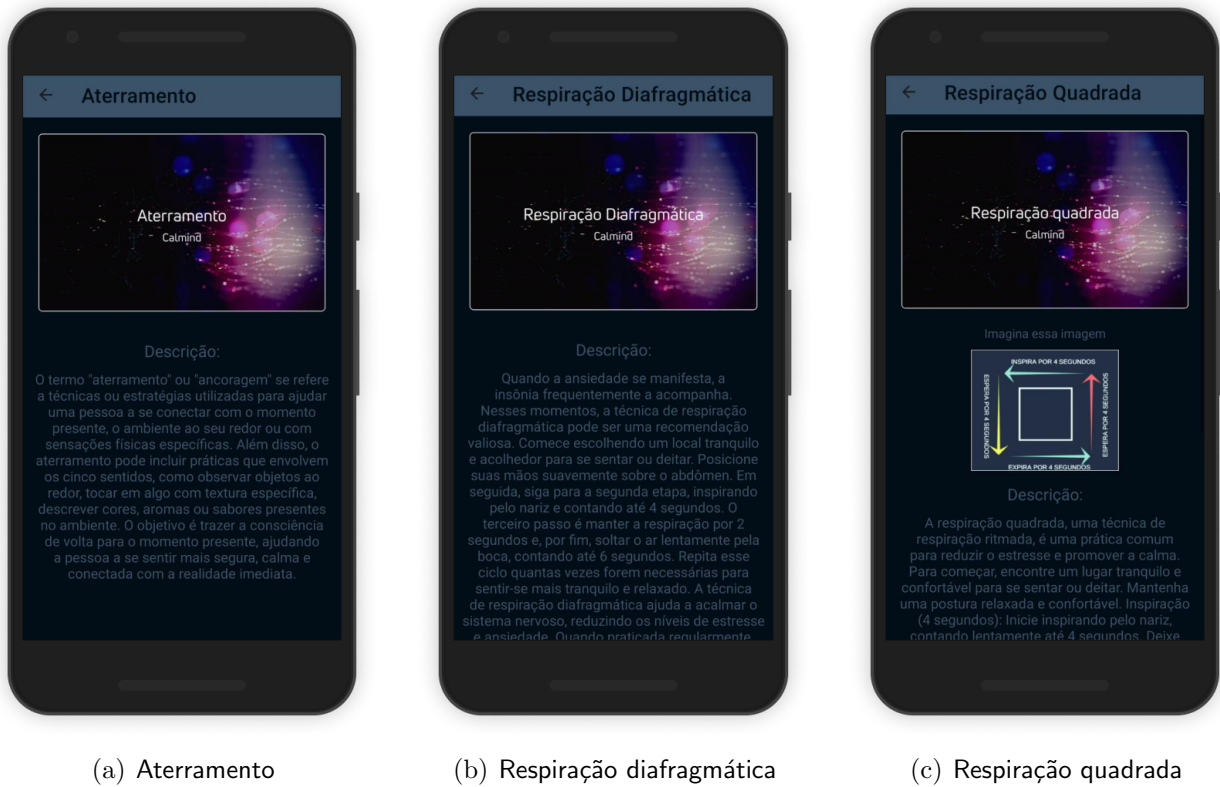 Aterramento
Aterramento
Calmind
Descrição:
O termo "aterramento" ou "ancoragem" se refere
a técnicas ou estratégias utilizadas para ajudar
uma pessoa a se conectar com o momento
presente, o ambiente ao seu redor ou com
sensações físicas específicas. Além disso, o
aterramento pode incluir práticas que envolvem
os cinco sentidos, como observar objetos ao
redor, tocar em algo com textura específica,
descrever cores, aromas ou sabores presentes
no ambiente. O objetivo é trazer a consciência
de volta para o momento presente, ajudando
a pessoa a se sentir mais segura, calma e
conectada com a realidade imediata.
(a) Aterramento
Respiração Diafragmática
Respiração Diafragmática
Calmind
Descrição:
Quando a ansiedade se manifesta, a
insônia frequentemente a acompanha.
Nesses momentos, a técnica de respiração
diafragmática pode ser uma recomendação
valiosa. Comece escolhendo um local tranquilo
e acolhedor para se sentar ou deitar. Posicione
suas mãos suavemente sobre o abdômen. Em
seguida, siga para a segunda etapa, inspirando
pelo nariz e contando até 4 segundos. O
terceiro passo é manter a respiração por 2
segundos e, por fim, soltar o ar lentamente pela
boca, contando até 6 segundos. Repita esse
ciclo quantas vezes forem necessárias para
sentir-se mais tranquilo e relaxado. A técnica
de respiração diafragmática ajuda a acalmar o
sistema nervoso, reduzindo os níveis de estresse
e ansiedade. Quando praticada regularmente
(b) Respiração diafragmática
Respiração Quadrada
Respiração quadrada
Calmind
Imagina essa imagem
INSPIRA POR 4 SEGUNDOS
ESPERA POR 4 SEGUNDOS
ESPERA POR 4 SEGUNDOS
EXPIRA POR 4 SEGUNDOS
Descrição:
A respiração quadrada, uma técnica de
respiração ritmada, é uma prática comum
para reduzir o estresse e promover a calma.
Para começar, encontre um lugar tranquilo e
confortável para se sentar ou deitar. Mantenha
uma postura relaxada e confortável. Inspiração
(4 segundos): Inicie inspirando pelo nariz,
contando lentamente até 4 segundos. Deixe
(c) Respiração quadrada